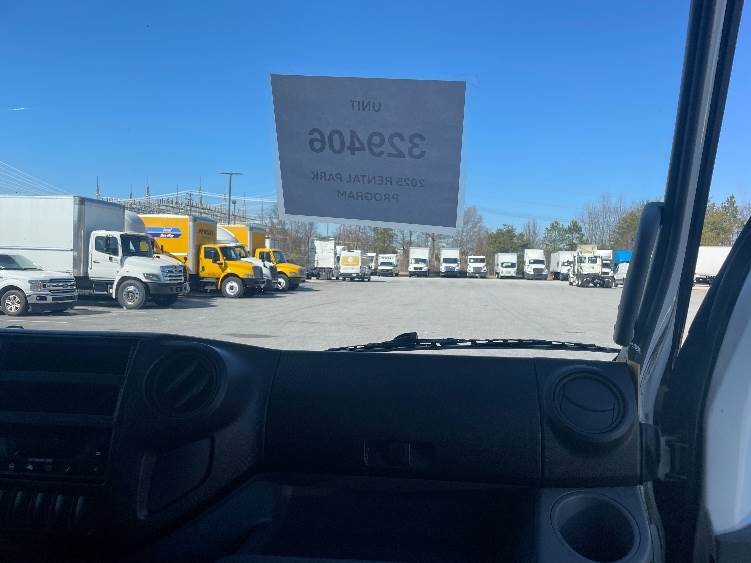 UNIT
329406
2025 RENTAL PARK
PROGRAM